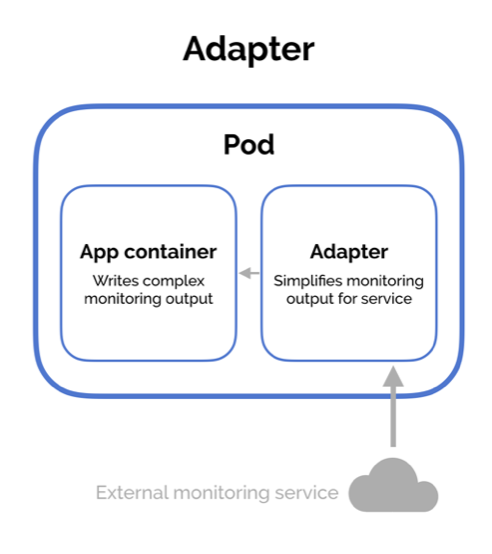 Adapter
Pod
App container
Writes complex
monitoring output
Adapter
Simplifies monitoring
output for service
External monitoring service